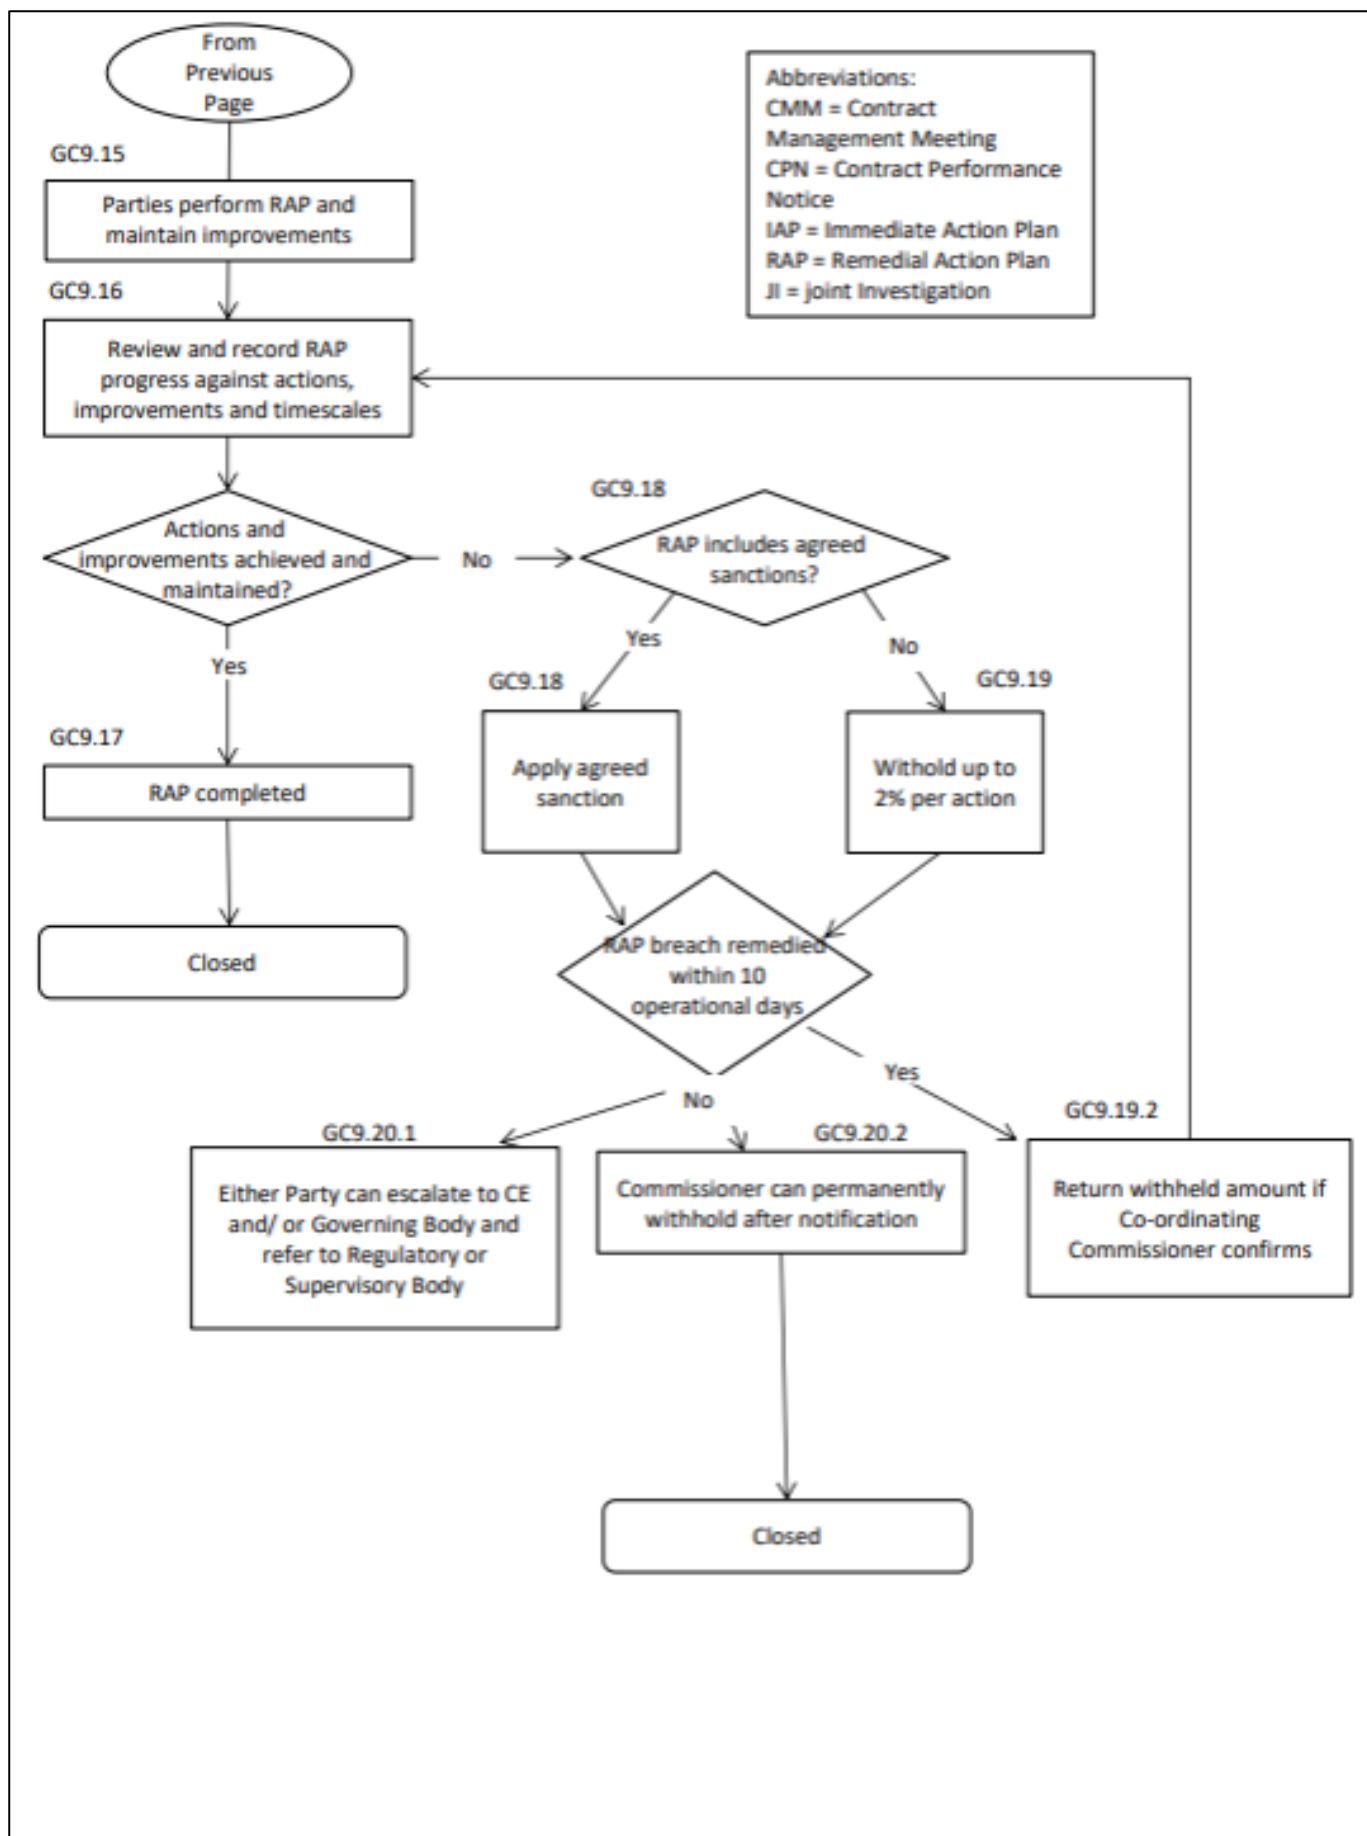 From
Previous
Page
Abbreviations:
CMM = Contract
Management Meeting
CPN = Contract Performance
Notice
IAP = Immediate Action Plan
RAP = Remedial Action Plan
JI = joint Investigation
GC9.15
Parties perform RAP and
maintain improvements
GC9.16
Review and record RAP
progress against actions,
improvements and timescales
Actions and
improvements achieved and
maintained?
No
GC9.18
RAP includes agreed
sanctions?
Yes
No
Yes
GC9.18
Apply agreed
sanction
GC9.19
Withold up to
2% per action
GC9.17
RAP completed
Closed
RAP breach remedied
within 10
operational days
No
Yes
GC9.20.1
Either Party can escalate to CE
and/ or Governing Body and
refer to Regulatory or
Supervisory Body
GC9.20.2
Commissioner can permanently
withhold after notification
GC9.19.2
Return withheld amount if
Co-ordinating
Commissioner confirms
Closed